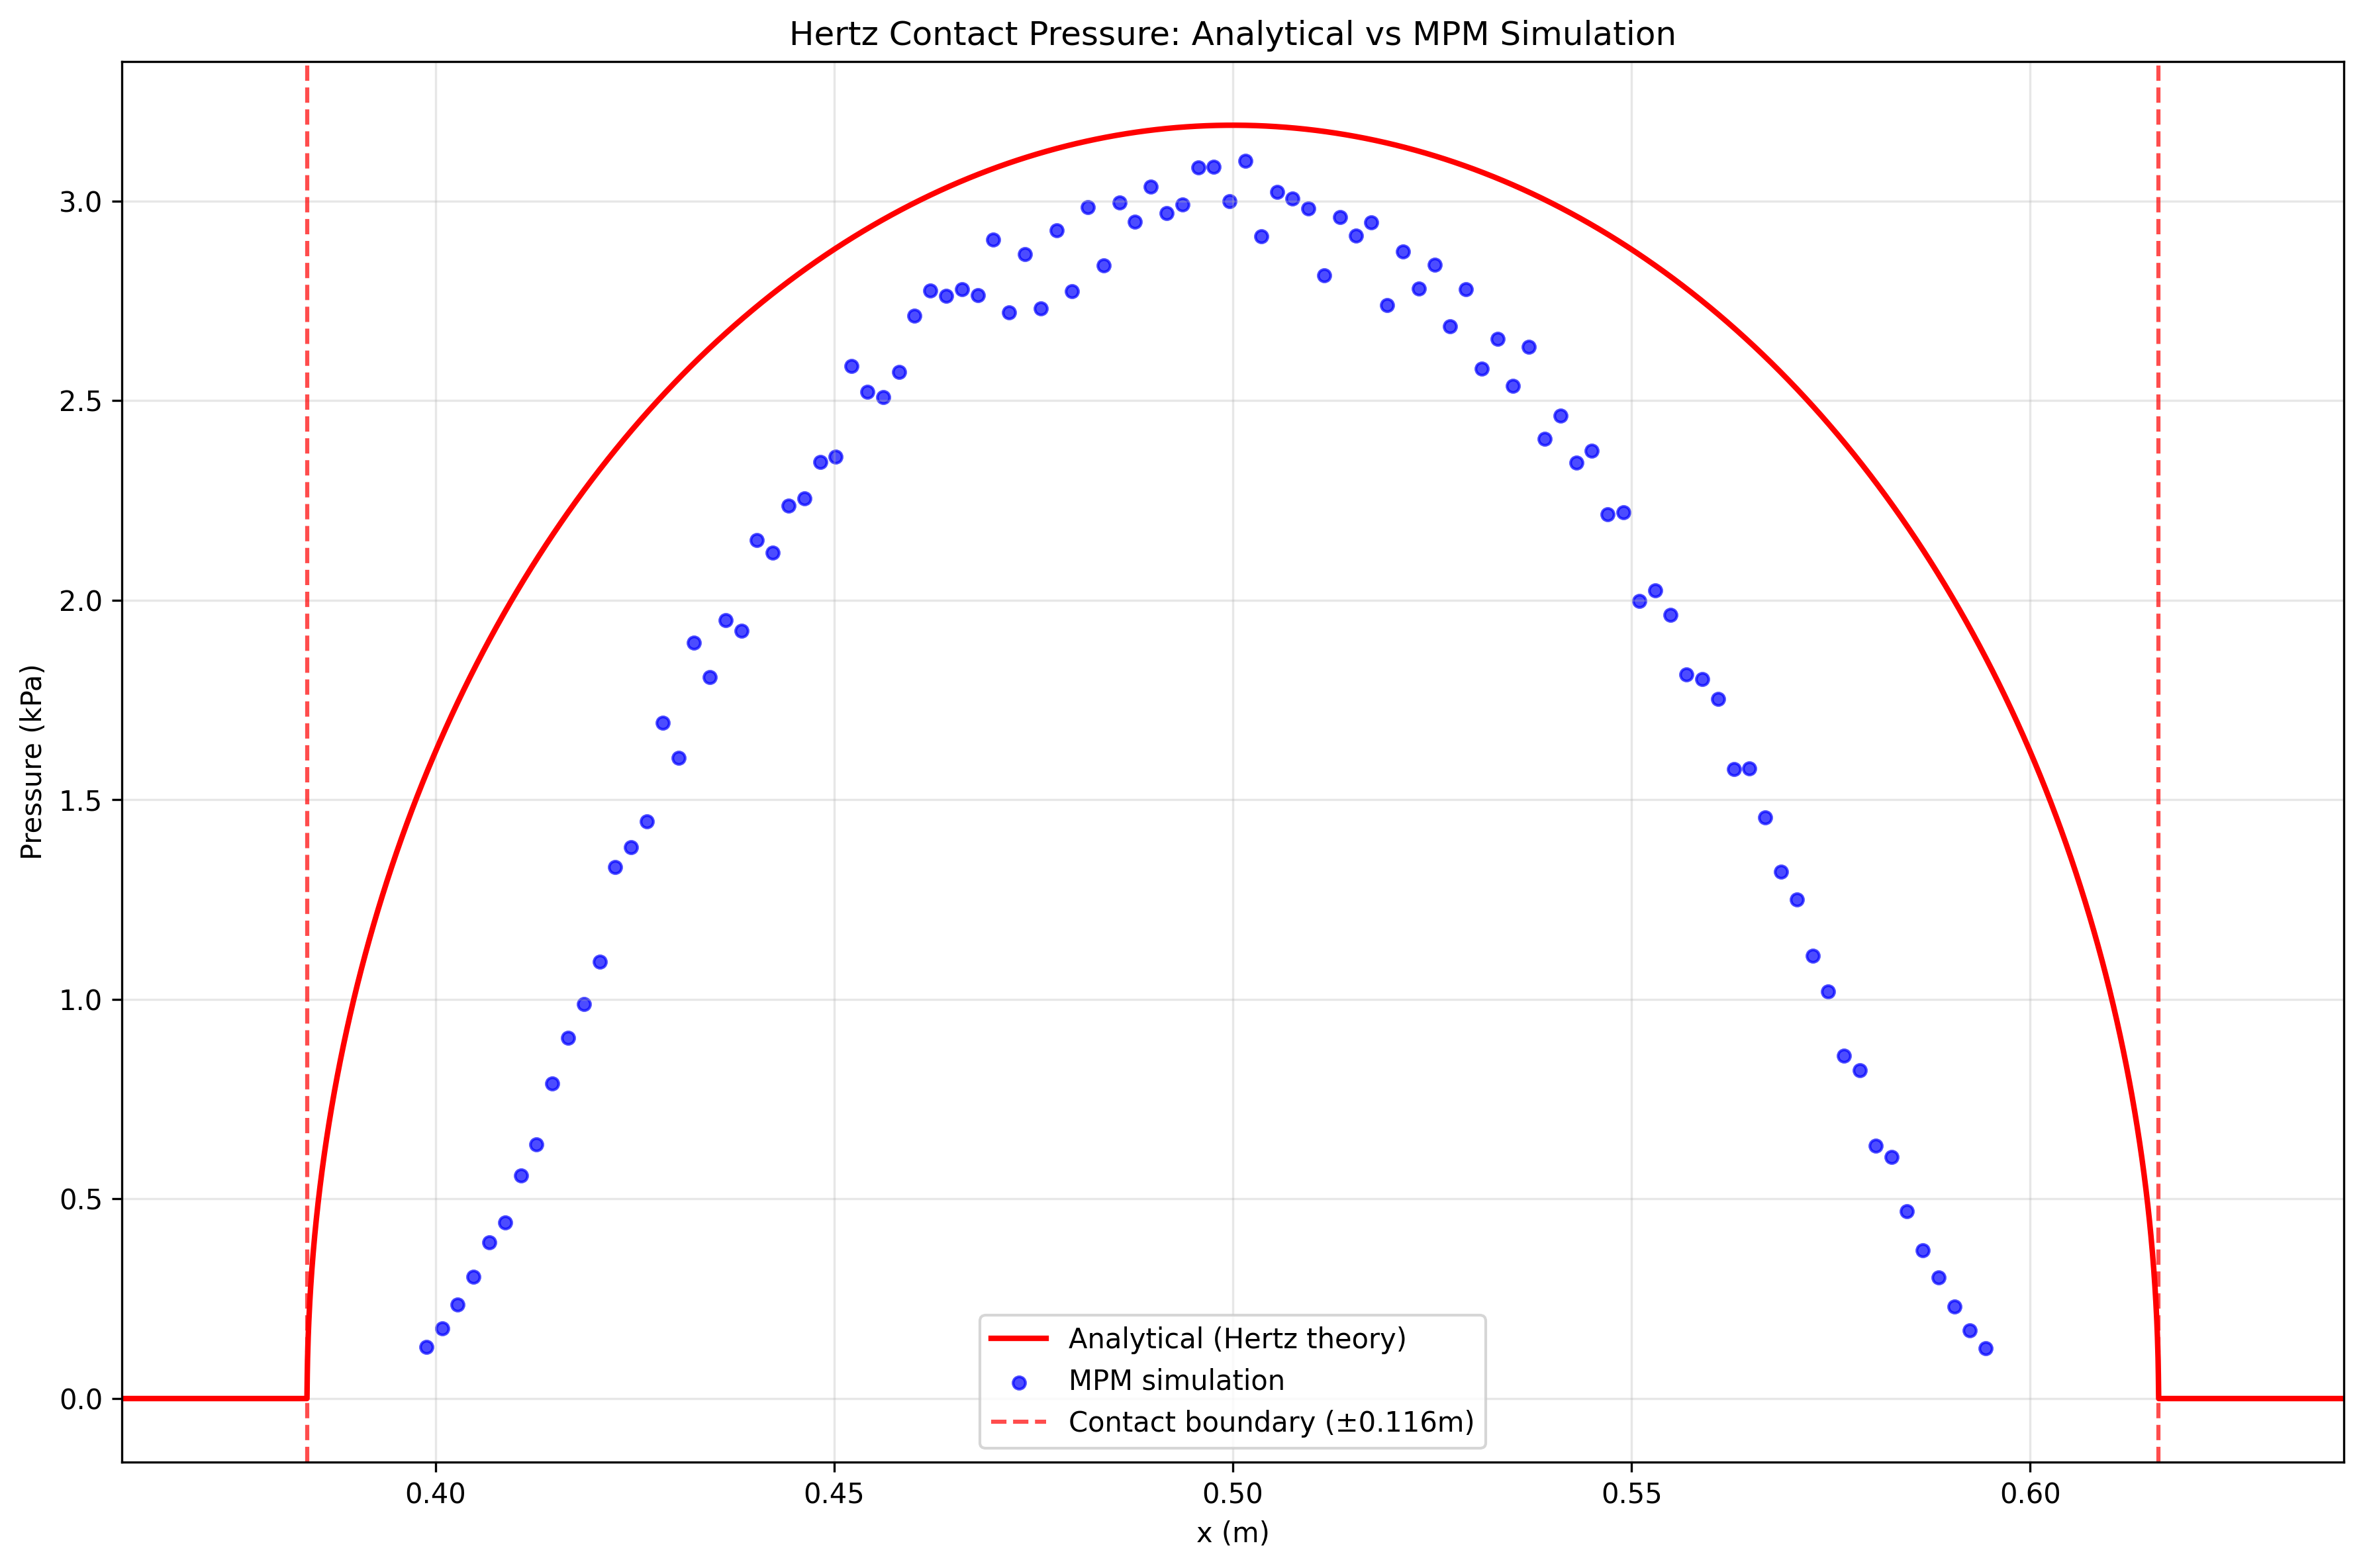 Hertz Contact Pressure: Analytical vs MPM Simulation
Pressure (kPa)
3.0
2.5
2.0
1.5
1.0
0.5
0.0
Analytical (Hertz theory)
MPM simulation
Contact boundary (±0.116m)
0.40 0.45 0.50 0.55 0.60
x (m)